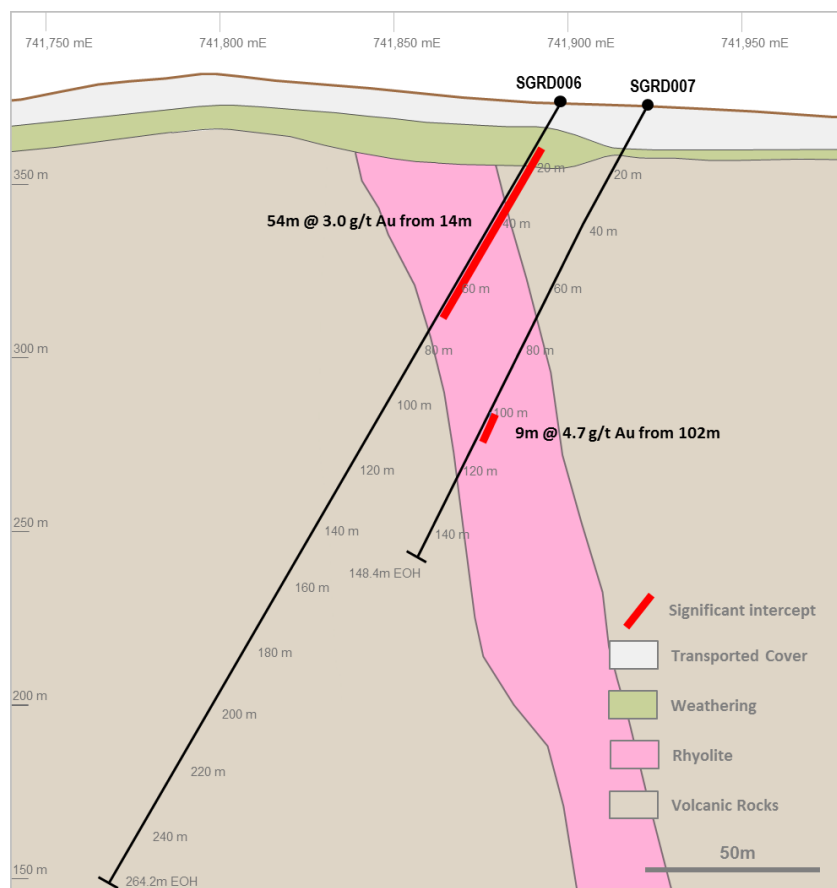 741,750 mE
741,800 mE
741,850 mE
741,900 mE
741,950 mE
SGRD006
SGRD007
20 m
20 m
350 m
54m @ 3.0 g/t Au from 14m
40 m
40 m
60 m
60 m
300 m
80 m
80 m
100 m
100 m
9m @ 4.7 g/t Au from 102m
120 m
120 m
250 m
140 m
140 m
148.4m EOH
160 m
Significant intercept
180 m
Transported Cover
200 m
200 m
Weathering
220 m
Rhyolite
240 m
Volcanic Rocks
150 m
264.2m EOH
50m